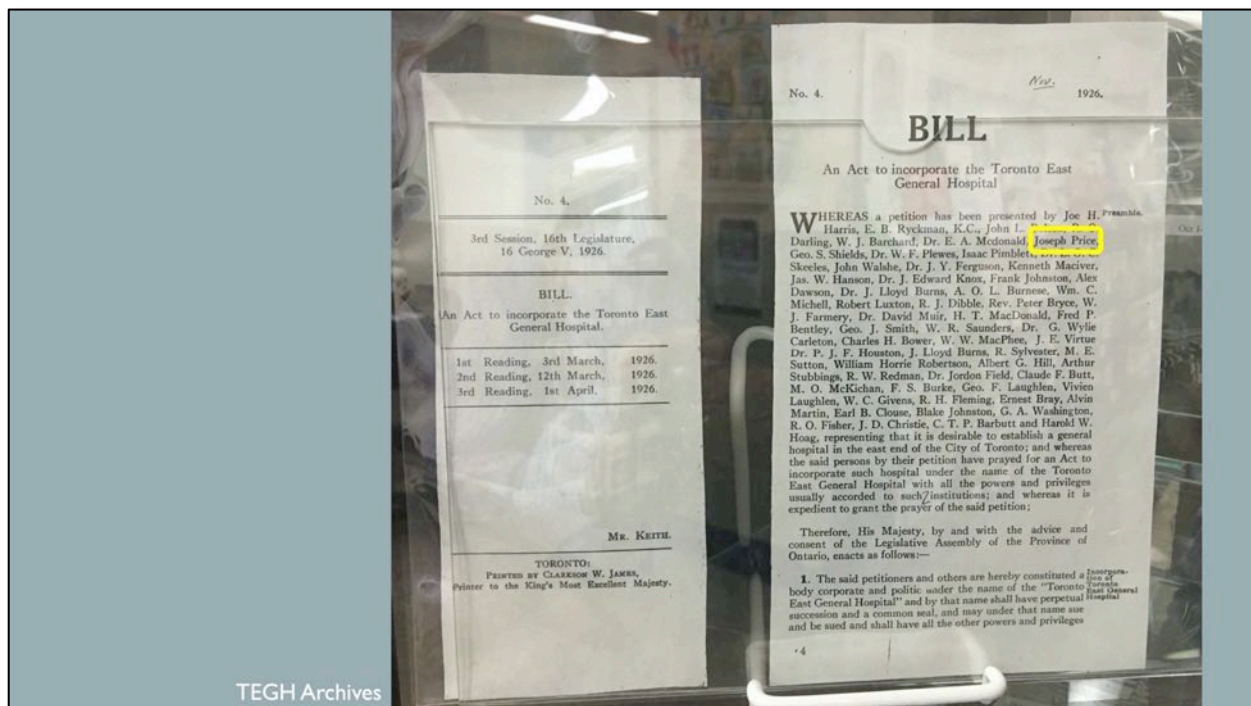 No. 4.
3rd Session, 16th Legislature,
16 George V, 1926.
BILL.
An Act to incorporate the Toronto East
General Hospital.
1st Reading, 3rd March, 1926.
2nd Reading, 12th March, 1926.
3rd Reading, 1st April, 1926.
MR. KEITH.
TORONTO:
PRINTED BY CLARKSON W. JAMES,
Printer to the King's Most Excellent Majesty.
No. 4. Nov. 1926.
BILL
An Act to incorporate the Toronto East
General Hospital
WHEREAS a petition has been presented by Joe H. Preamble.
Harris, E. B. Ryckman, K.C., John L.
Darling, W. J. Barchard, Dr. E. A. Mcdonald, Joseph Price,
Geo. S. Shields, Dr. W. F. Plewes, Isaac Pimblett, Dr.
Skeeles, John Walshe, Dr. J. Y. Ferguson, Kenneth Maciver,
Jas. W. Hanson, Dr. J. Edward Knox, Frank Johnston, Alex
Dawson, Dr. J. Lloyd Burns, A. O. L. Burnese, Wm. C.
Michell, Robert Luxton, R. J. Dibble, Rev. Peter Bryce, W.
J. Farmery, Dr. David Muir, H. T. MacDonald, Fred P.
Bentley, Geo. J. Smith, W. R. Saunders, Dr. G. Wylie
Carleton, Charles H. Bower, W. W. MacPhee, J. E. Virtue
Dr. P. J. F. Houston, J. Lloyd Burns, R. Sylvester, M. E.
Sutton, William Horrie Robertson, Albert G. Hill, Arthur
Stubbings, R. W. Redman, Dr. Jordon Field, Claude F. Butt,
M. O. McKichan, F. S. Burke, Geo. F. Laughlen, Vivien
Laughlen, W. C. Givens, R. H. Fleming, Ernest Bray, Alvin
Martin, Earl B. Clouse, Blake Johnston, G. A. Washington,
R. O. Fisher, J. D. Christie, C. T. P. Barbutt and Harold W.
Hoag, representing that it is desirable to establish a general
hospital in the east end of the City of Toronto; and whereas
the said persons by their petition have prayed for an Act to
incorporate such hospital under the name of the Toronto
East General Hospital with all the powers and privileges
usually accorded to such institutions; and whereas it is
expedient to grant the prayer of the said petition;
Therefore, His Majesty, by and with the advice and
consent of the Legislative Assembly of the Province of
Ontario, enacts as follows:—
1. The said petitioners and others are hereby constituted a
body corporate and politic under the name of the "Toronto
East General Hospital" and by that name shall have perpetual
succession and a common seal, and may under that name sue
and be sued and shall have all the other powers and privileges
Incorpora-
tion of
Toronto
East General
Hospital
4
Oct 1
TEGH Archives